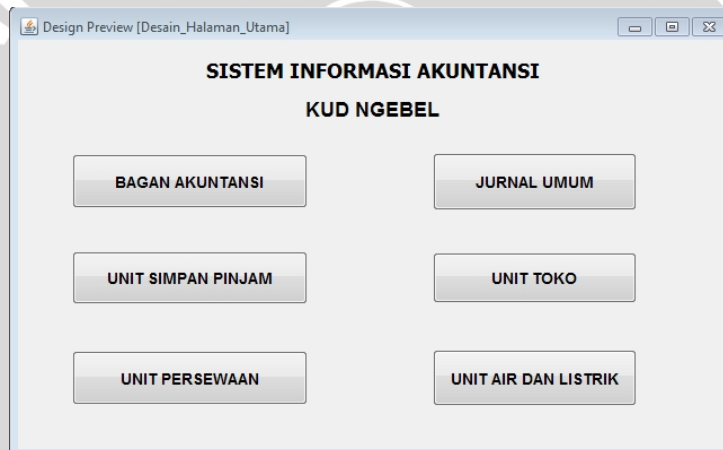 Design Preview [Desain_Halaman_Utama]
SISTEM INFORMASI AKUNTANSI
KUD NGEBEL
BAGAN AKUNTANSI
JURNAL UMUM
UNIT SIMPAN PINJAM
UNIT TOKO
UNIT PERSEWAAN
UNIT AIR DAN LISTRIK